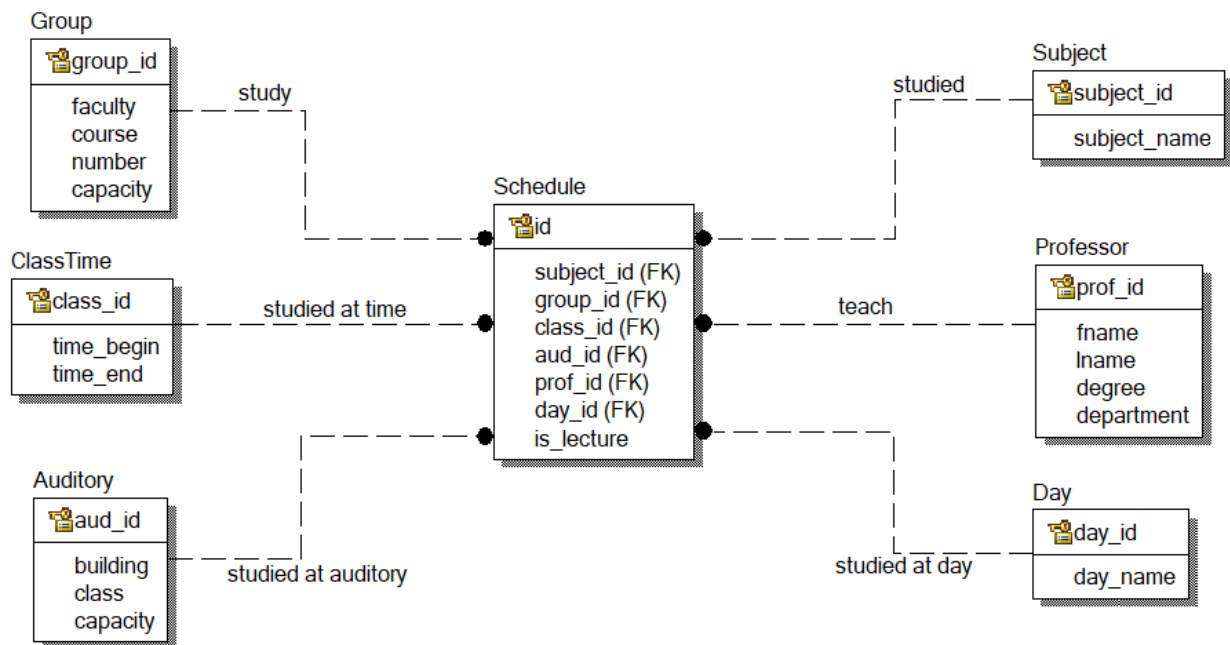 Group
group_id
faculty
course
number
capacity
study
ClassTime
class_id
time_begin
time_end
studied at time
Auditory
aud_id
building
class
capacity
studied at auditory
Schedule
id
subject_id (FK)
group_id (FK)
class_id (FK)
aud_id (FK)
prof_id (FK)
day_id (FK)
is_lecture
Subject
subject_id
subject_name
studied
Professor
prof_id
fname
lname
degree
department
teach
Day
day_id
day_name
studied at day